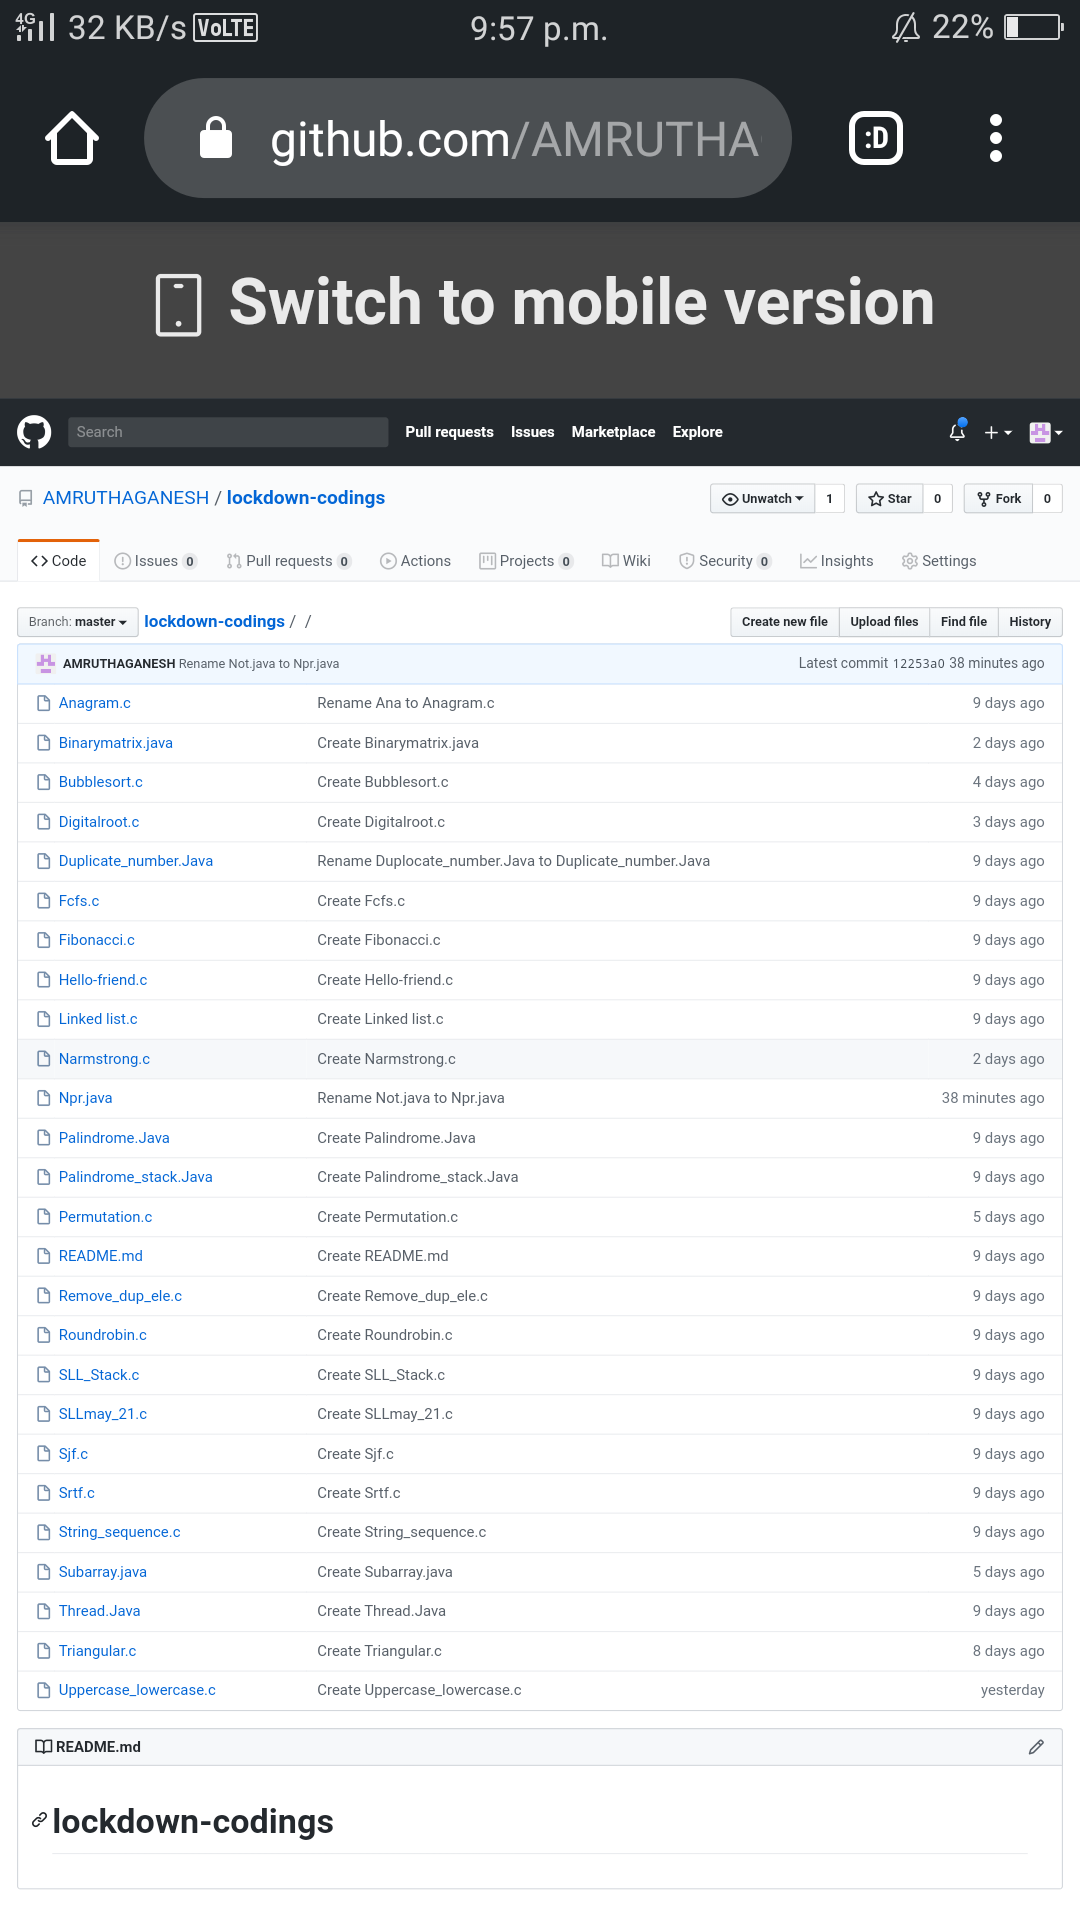 4G 32 KB/s VoLTE 9:57 p.m. 22%
github.com/AMRUTHA :D
Switch to mobile version
Search Pull requests Issues Marketplace Explore
AMRUTHAGANESH / lockdown-codings Unwatch 1 Star 0 Fork 0
Code Issues 0 Pull requests 0 Actions Projects 0 Wiki Security 0 Insights Settings
Branch: master lockdown-codings / / Create new file Upload files Find file History
AMRUTHAGANESH Rename Not.java to Npr.java Latest commit 12253a0 38 minutes ago
Anagram.c Rename Ana to Anagram.c 9 days ago
Binarymatrix.java Create Binarymatrix.java 2 days ago
Bubblesort.c Create Bubblesort.c 4 days ago
Digitalroot.c Create Digitalroot.c 3 days ago
Duplicate_number.Java Rename Duplocate_number.Java to Duplicate_number.Java 9 days ago
Fcfs.c Create Fcfs.c 9 days ago
Fibonacci.c Create Fibonacci.c 9 days ago
Hello-friend.c Create Hello-friend.c 9 days ago
Linked list.c Create Linked list.c 9 days ago
Narmstrong.c Create Narmstrong.c 2 days ago
Npr.java Rename Not.java to Npr.java 38 minutes ago
Palindrome.Java Create Palindrome.Java 9 days ago
Palindrome_stack.Java Create Palindrome_stack.Java 9 days ago
Permutation.c Create Permutation.c 5 days ago
README.md Create README.md 9 days ago
Remove_dup_ele.c Create Remove_dup_ele.c 9 days ago
Roundrobin.c Create Roundrobin.c 9 days ago
SLL_Stack.c Create SLL_Stack.c 9 days ago
SLLmay_21.c Create SLLmay_21.c 9 days ago
Sjf.c Create Sjf.c 9 days ago
Srtf.c Create Srtf.c 9 days ago
String_sequence.c Create String_sequence.c 9 days ago
Subarray.java Create Subarray.java 5 days ago
Thread.Java Create Thread.Java 9 days ago
Triangular.c Create Triangular.c 8 days ago
Uppercase_lowercase.c Create Uppercase_lowercase.c yesterday
README.md
lockdown-codings